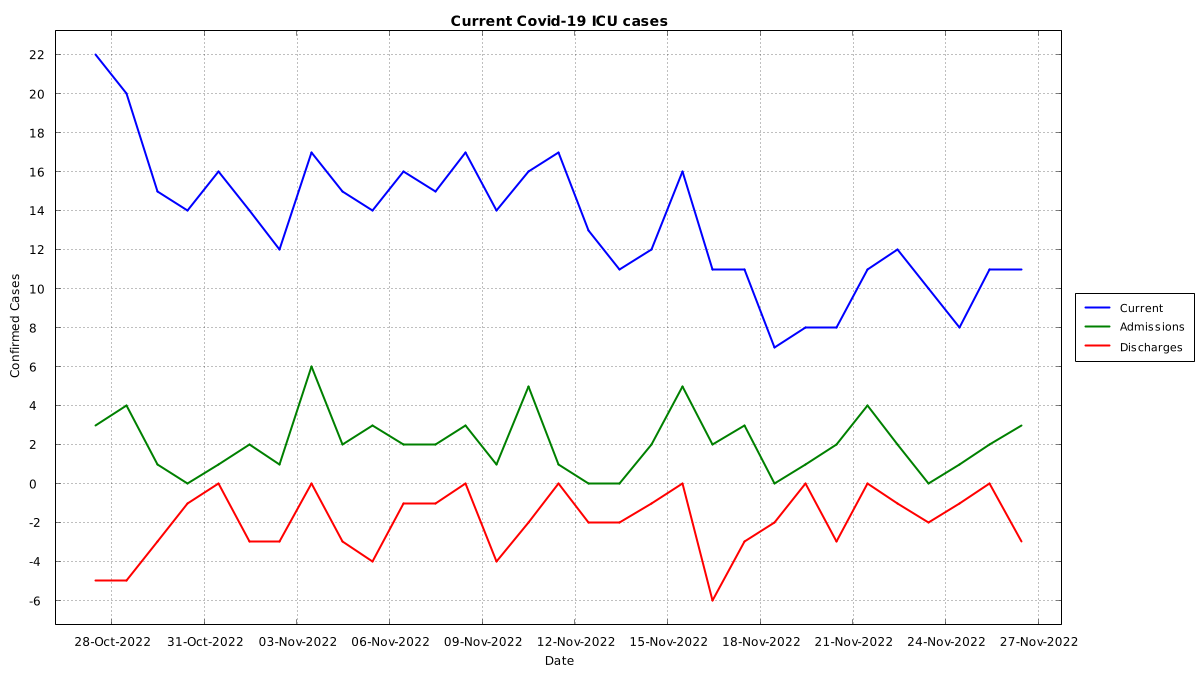 Current Covid-19 ICU cases
22
20
18
16
14
12
10
8
6
4
2
0
-2
-4
-6
Confirmed Cases
28-Oct-2022 31-Oct-2022 03-Nov-2022 06-Nov-2022 09-Nov-2022 12-Nov-2022 15-Nov-2022 18-Nov-2022 21-Nov-2022 24-Nov-2022 27-Nov-2022
Date
Current
Admissions
Discharges